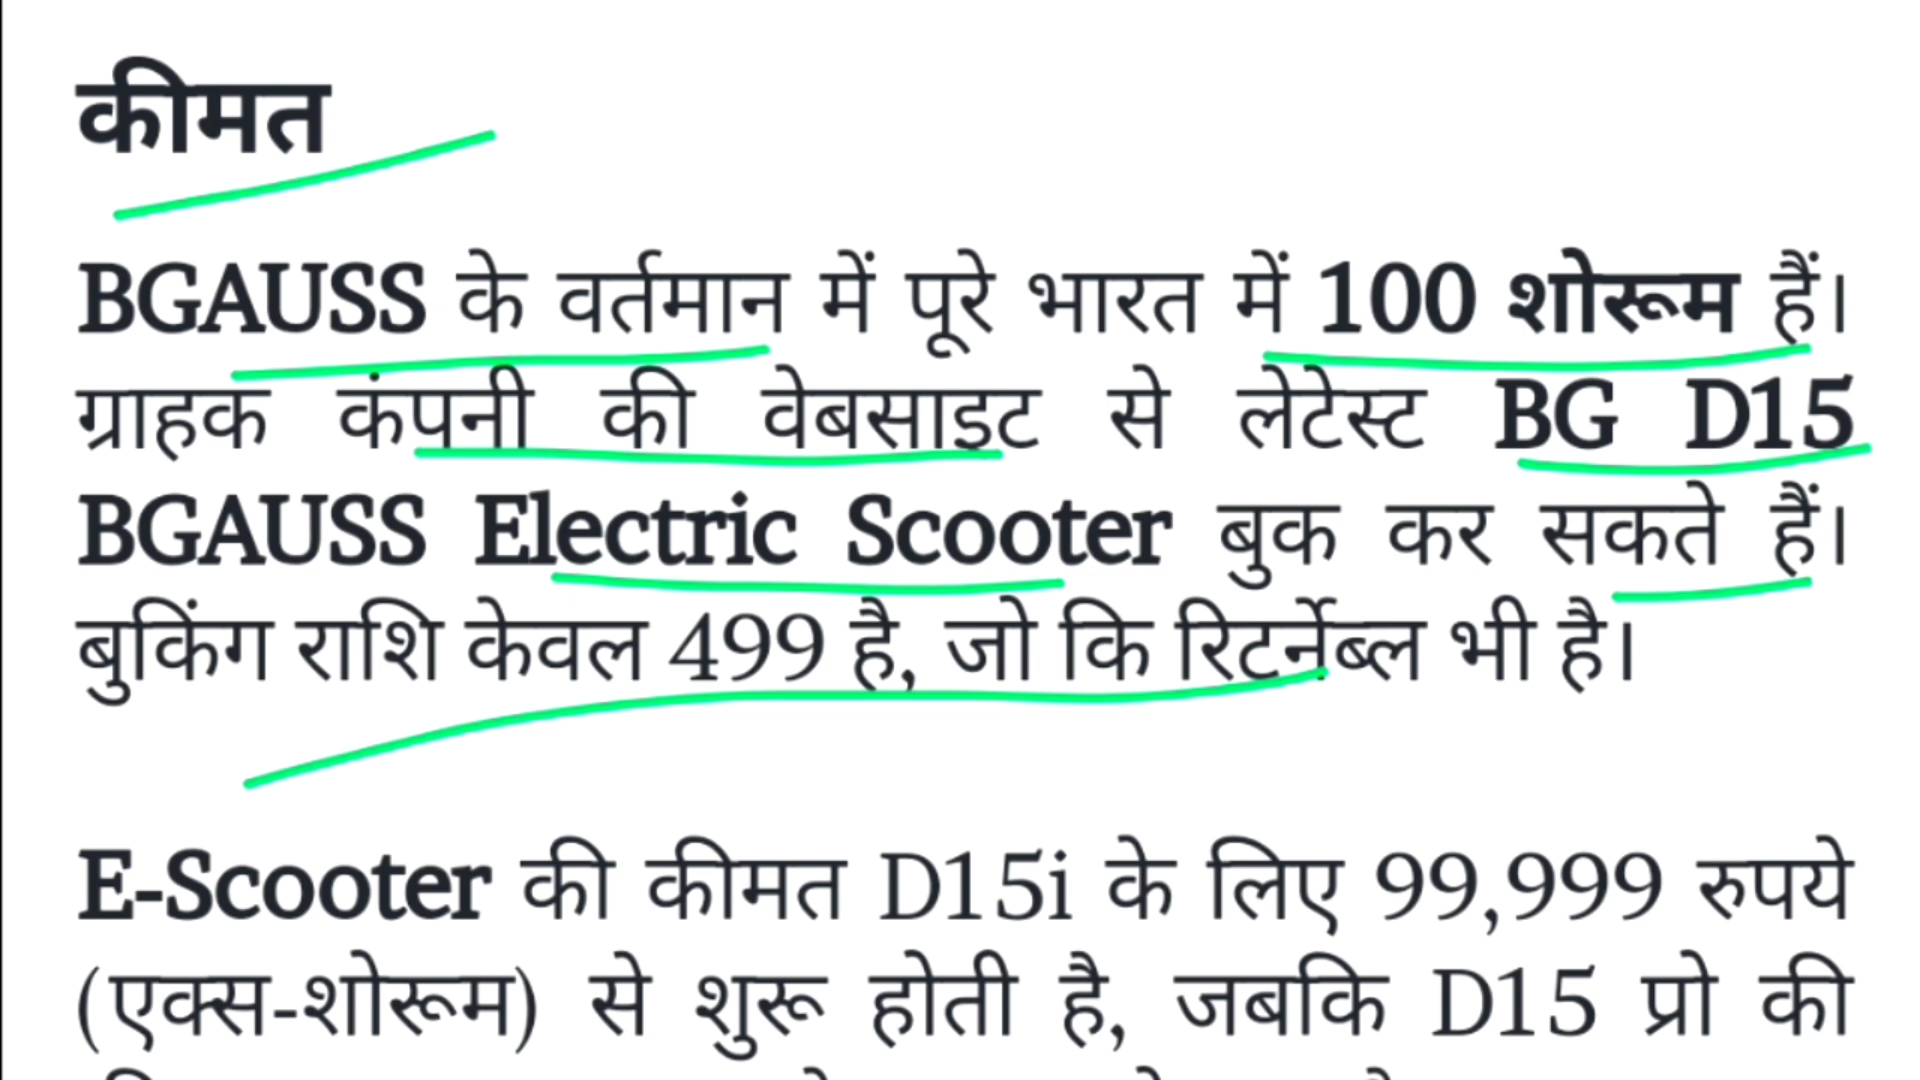 कीमत
BGAUSS के वर्तमान में पूरे भारत में 100 शोरूम हैं।
ग्राहक कंपनी की वेबसाइट से लेटेस्ट BG D15
BGAUSS Electric Scooter बुक कर सकते हैं।
बुकिंग राशि केवल 499 है, जो कि रिटर्नेब्ल भी है।
E-Scooter की कीमत D15i के लिए 99,999 रुपये
(एक्स-शोरूम) से शुरू होती है, जबकि D15 प्रो की